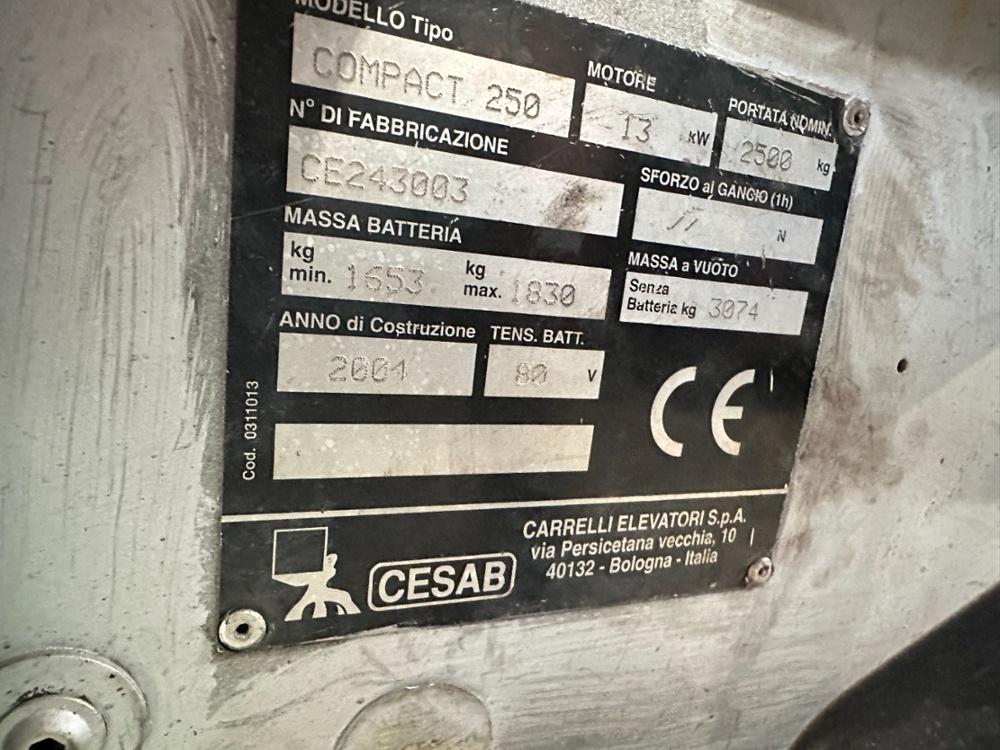 MODELLO Tipo
COMPACT 250
MOTORE
13 kW
PORTATA NOMIN.
2500 kg
N° DI FABBRICAZIONE
CE243003
SFORZO al GANCIO (1h)
// N
MASSA BATTERIA
kg min. 1653 kg max. 1830
MASSA a VUOTO
Senza
Batteria kg 3074
ANNO di Costruzione
2001
TENS. BATT.
80 V
Cod. 0311013
CE
CESAB
CARRELLI ELEVATORI S.p.A.
via Persicetana vecchia, 10
40132 - Bologna - Italia